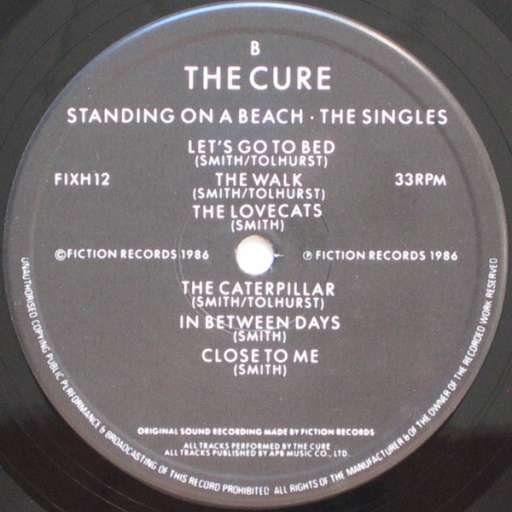 B
THE CURE
STANDING ON A BEACH · THE SINGLES
LET'S GO TO BED
(SMITH/TOLHURST)
FIXH12
THE WALK
33RPM
(SMITH/TOLHURST)
THE LOVECATS
(SMITH)
©FICTION RECORDS 1986
℗ FICTION RECORDS 1986
THE CATERPILLAR
(SMITH/TOLHURST)
IN BETWEEN DAYS
(SMITH)
CLOSE TO ME
(SMITH)
ORIGINAL SOUND RECORDING MADE BY FICTION RECORDS
ALL TRACKS PERFORMED BY THE CURE
ALL TRACKS PUBLISHED BY APB MUSIC CO., LTD.
UNAUTHORISED COPYING PUBLIC PERFORMANCE & BROADCASTING OF THIS RECORD PROHIBITED. ALL RIGHTS OF THE MANUFACTURER & OF THE OWNER OF THE RECORDED WORK RESERVED